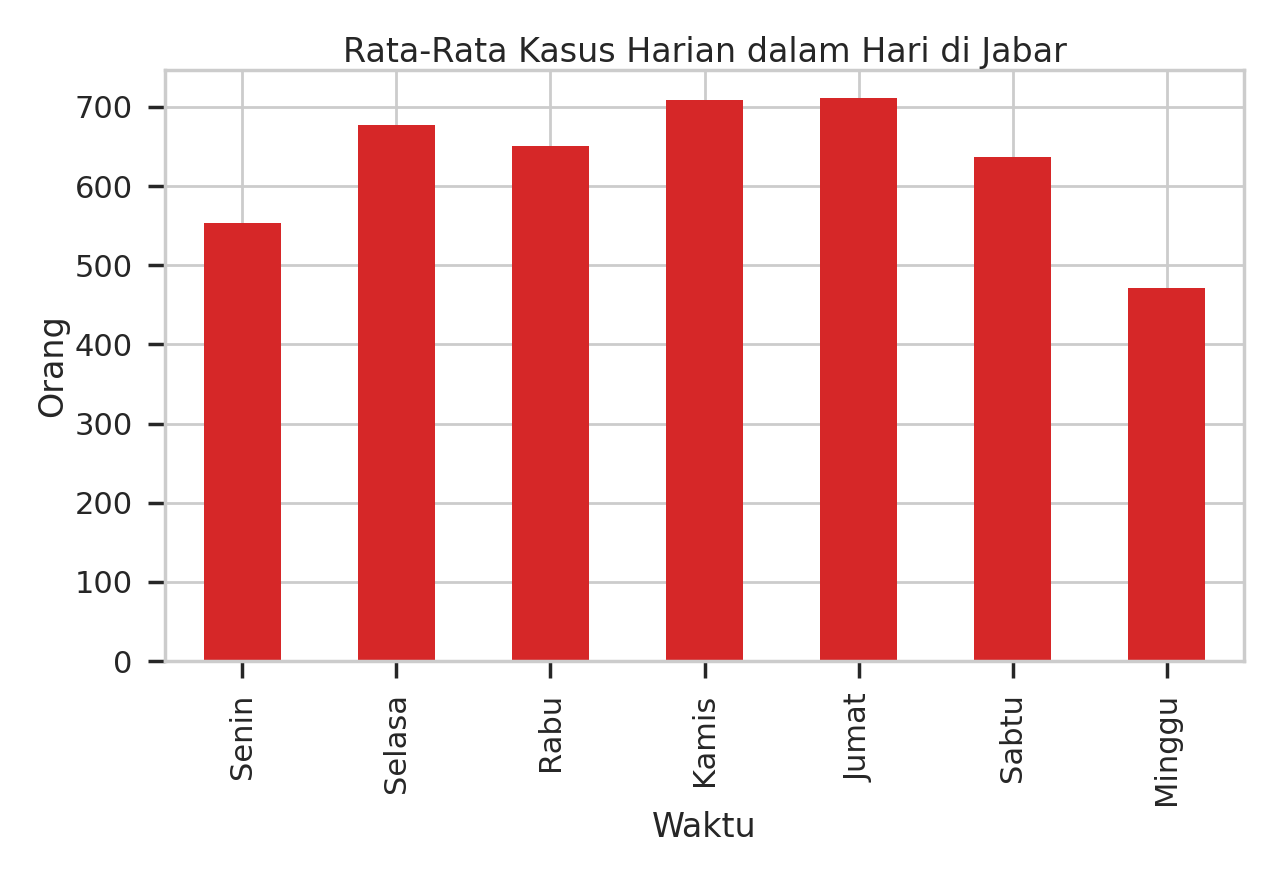 Rata-Rata Kasus Harian dalam Hari di Jabar
700
600
500
400
300
200
100
0
Orang
Senin
Selasa
Rabu
Kamis
Jumat
Sabtu
Minggu
Waktu